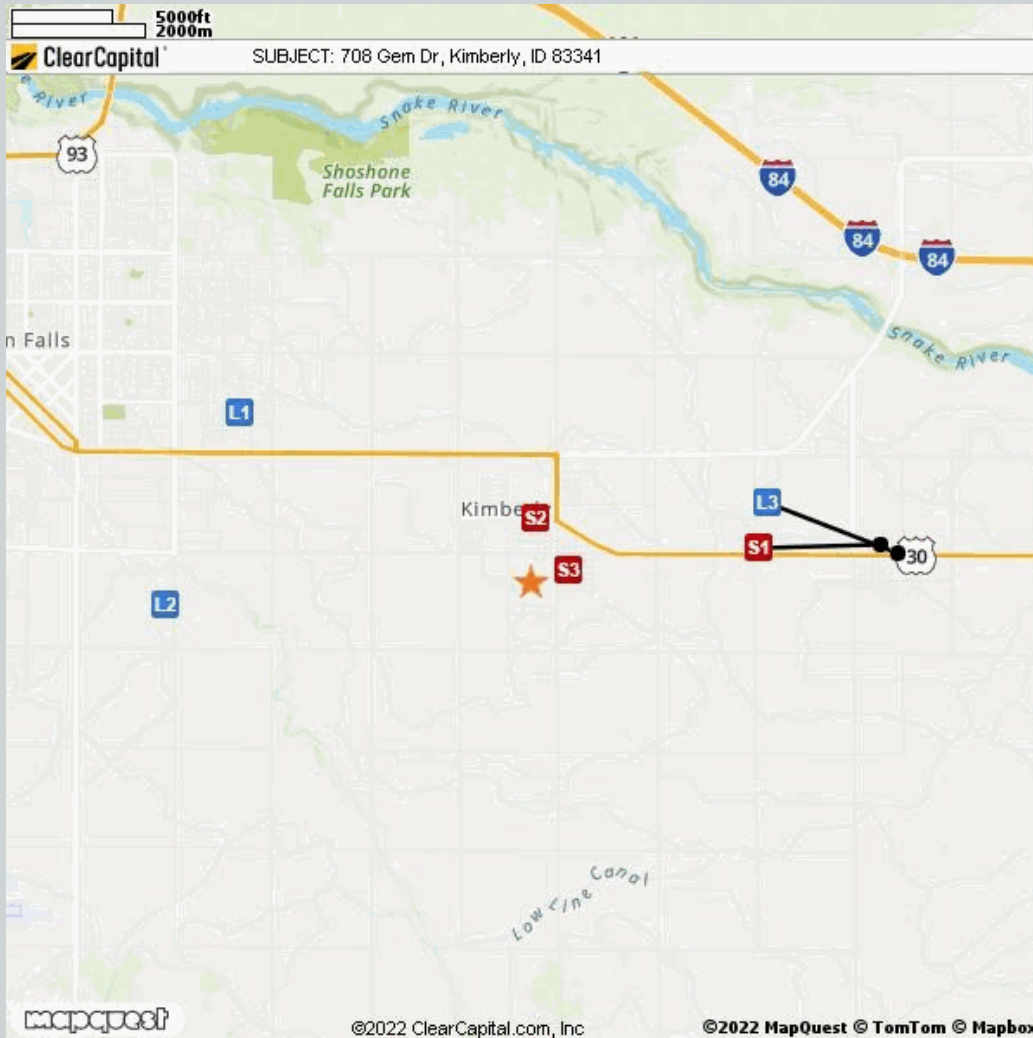 5000ft
2000m
ClearCapital
SUBJECT: 708 Gem Dr, Kimberly, ID 83341
River
Snake River
93
Shoshone
Falls Park
84
84
84
Snake River
n Falls
L1
L3
Kimberly
S2
S1
30
S3
L2
Low Line Canal
mapquest
©2022 ClearCapital.com, Inc
©2022 MapQuest © TomTom © Mapbox